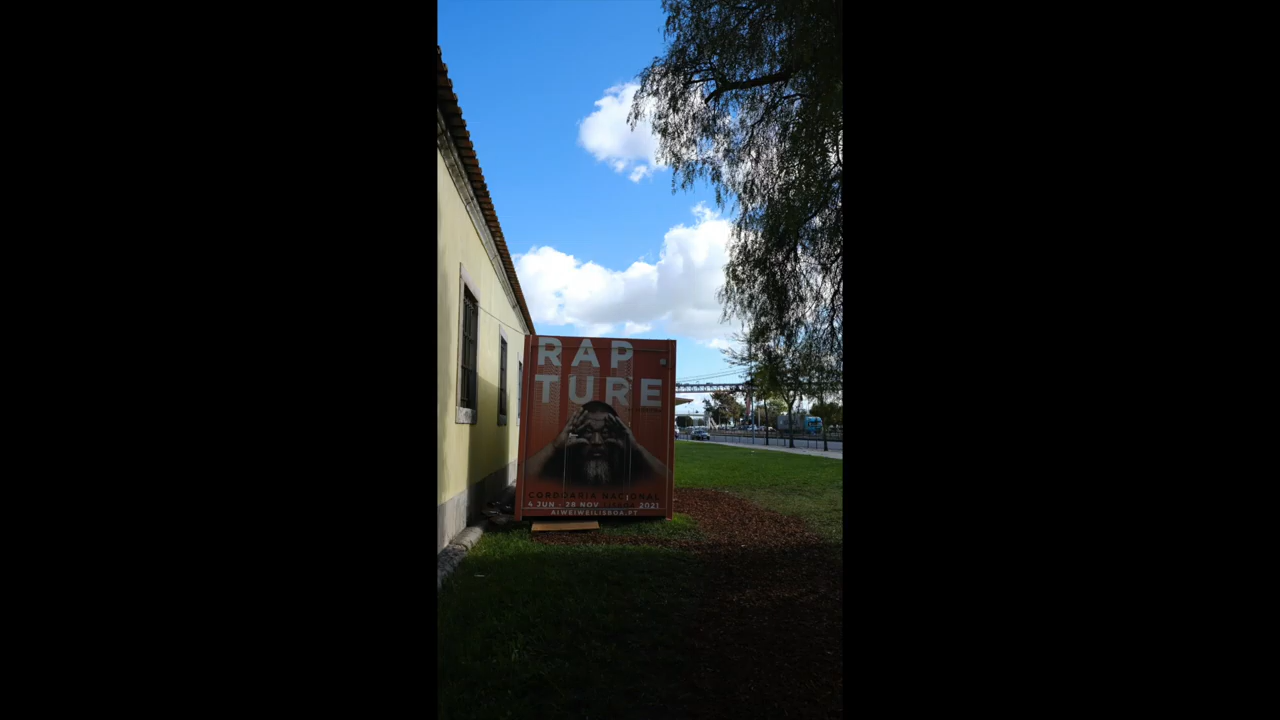 RAP
TURE
CORDOARIA NACIONAL
4 JUN - 28 NOV 2021
AIWEIWEILISBOA.PT